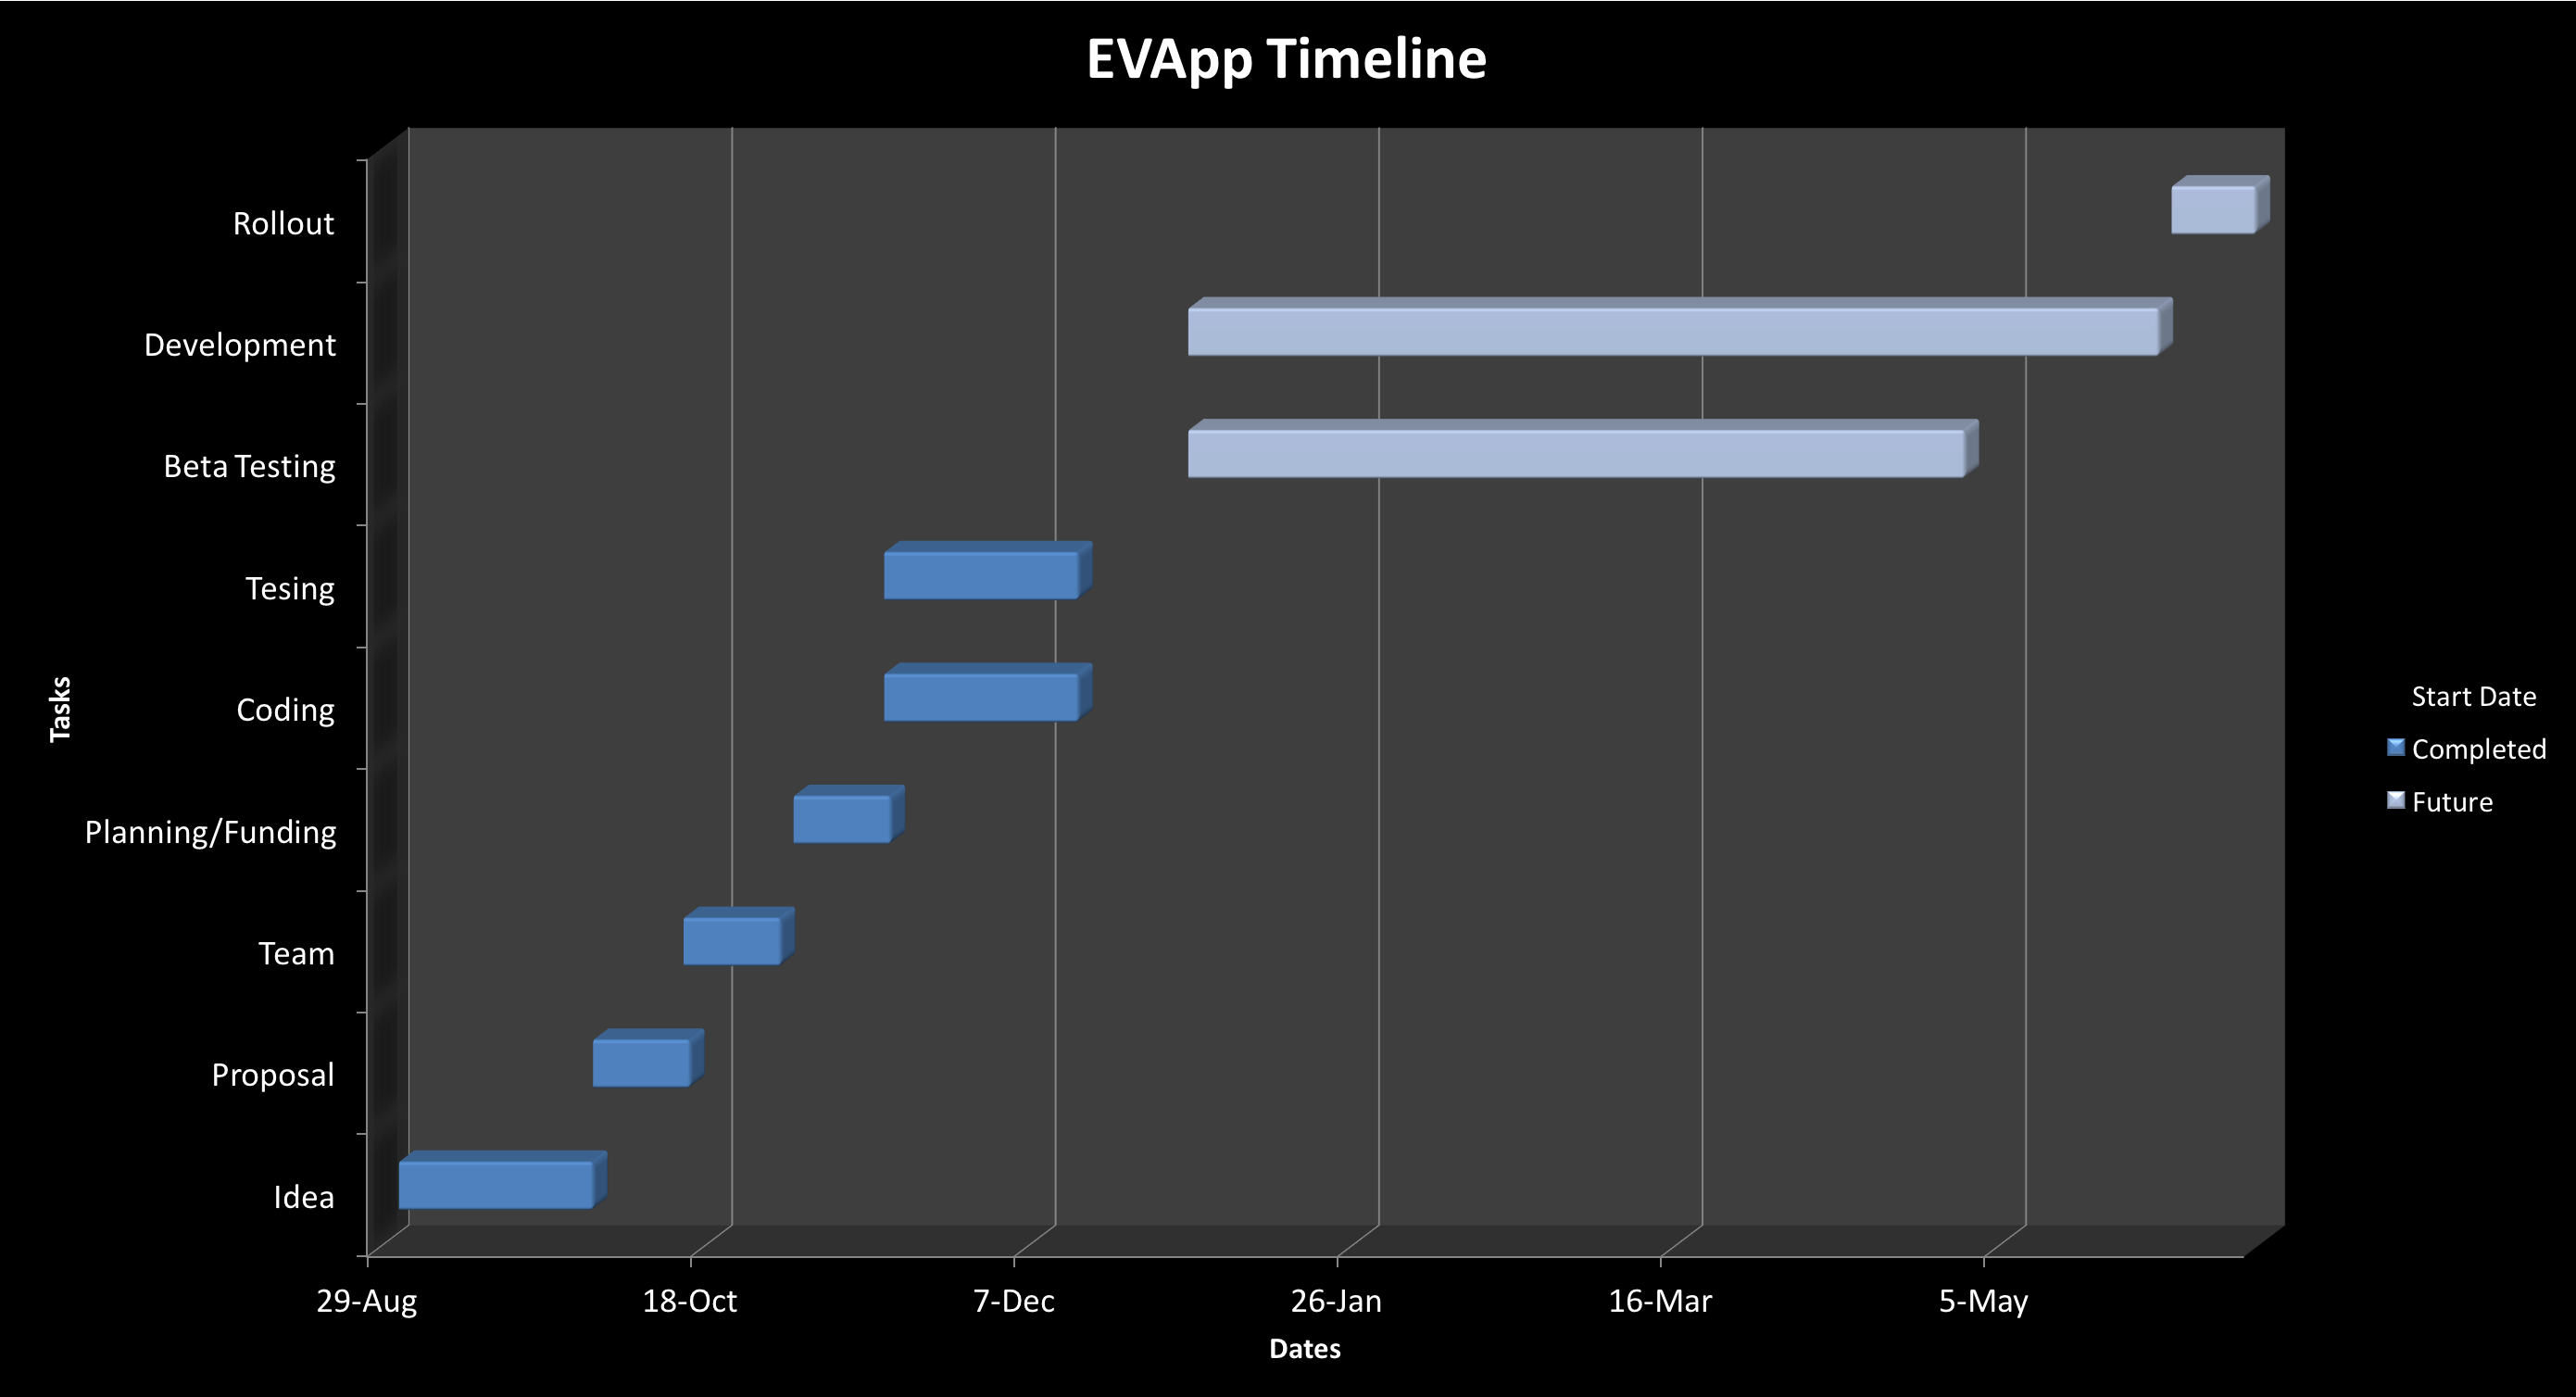 EVApp Timeline
Rollout
Development
Beta Testing
Tesing
Coding
Planning/Funding
Team
Proposal
Idea
Tasks
29-Aug 18-Oct 7-Dec 26-Jan 16-Mar 5-May
Dates
Start Date
Completed
Future